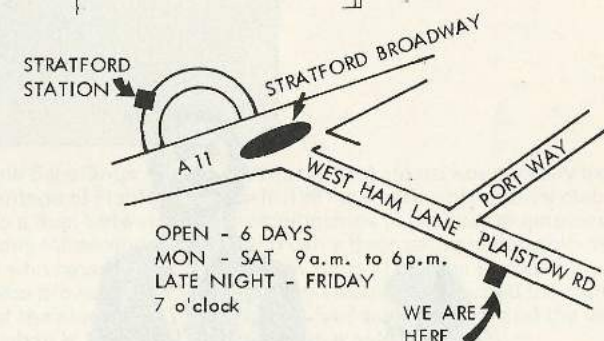 STRATFORD
STATION
STRATFORD BROADWAY
A 11
WEST HAM LANE
PORT WAY
PLAISTOW RD
OPEN - 6 DAYS
MON - SAT 9a.m. to 6p.m.
LATE NIGHT - FRIDAY
7 o'clock
WE ARE
HERE